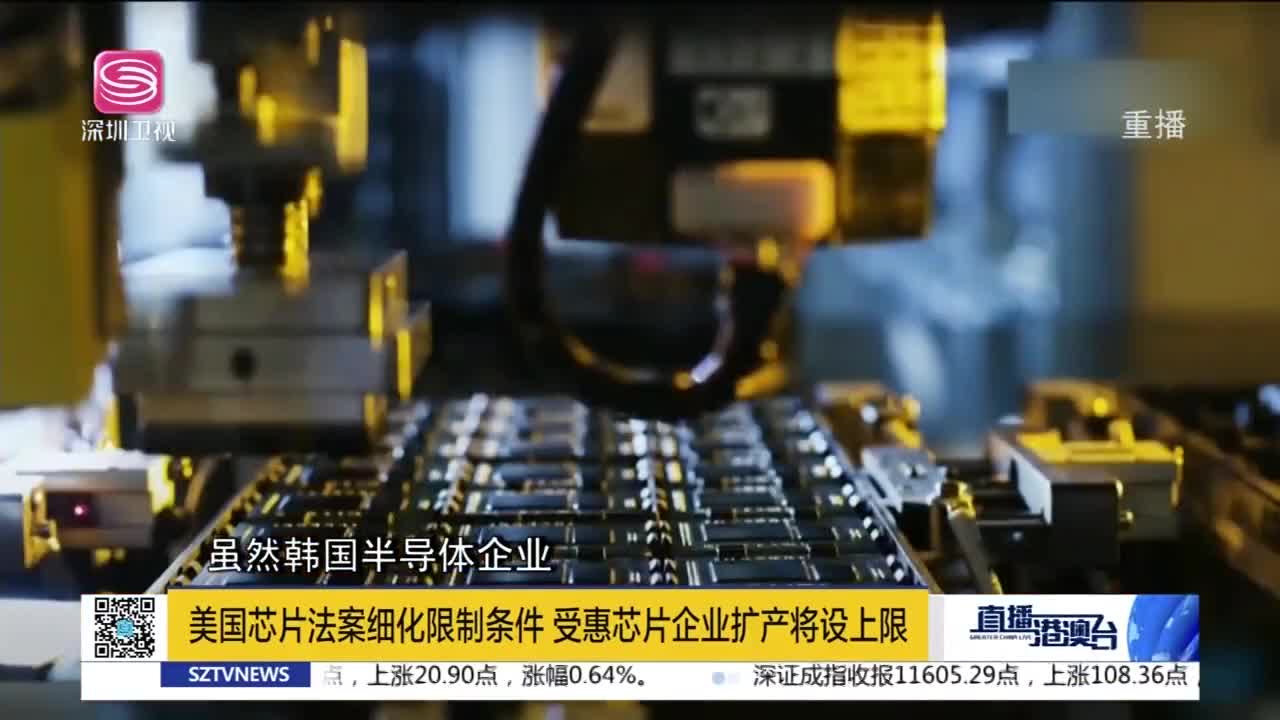 深圳卫视
重播
虽然韩国半导体企业
美国芯片法案细化限制条件 受惠芯片企业扩产将设上限
直播港澳台
GREATER CHINA LIVE
SZTVNEWS
点，上涨20.90点，涨幅0.64%。 深证成指收报11605.29点，上涨108.36点，